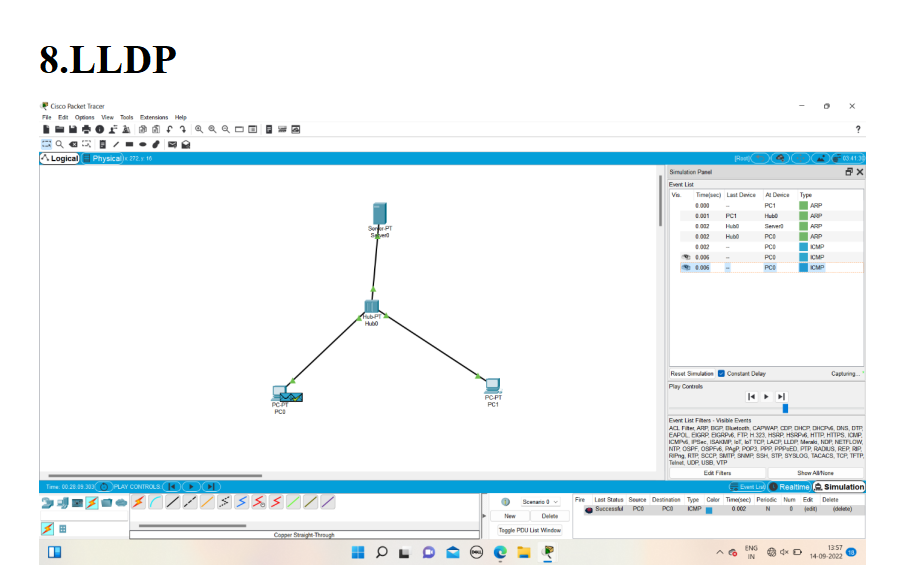 8.LLDP
Cisco Packet Tracer
File Edit Options View Tools Extensions Help
?
Logical Physical x: 272 y: 16 [Root] 03:41:3
Simulation Panel
Event List
Vis. Time(sec) Last Device At Device Type
0.000 -- PC1 ARP
0.001 PC1 Hub0 ARP
0.002 Hub0 Server0 ARP
0.002 Hub0 PC0 ARP
0.002 -- PC0 ICMP
0.006 -- PC0 ICMP
0.006 -- PC0 ICMP
Server-PT
Server0
Hub-PT
Hub0
PC-PT
PC0
PC-PT
PC1
Reset Simulation Constant Delay Capturing...
Play Controls
Event List Filters - Visible Events
ACL Filter, ARP, BGP, Bluetooth, CAPWAP, CDP, DHCP, DHCPv6, DNS, DTP,
EAPOL, EIGRP, EIGRPv6, FTP, H.323, HSRP, HSRPv6, HTTP, HTTPS, ICMP,
ICMPv6, IPSec, ISAKMP, IoT, IoT TCP, LACP, LLDP, Meraki, NDP, NETFLOW,
NTP, OSPF, OSPFv6, PAgP, POP3, PPP, PPPoED, PTP, RADIUS, REP, RIP,
RIPng, RTP, SCCP, SMTP, SNMP, SSH, STP, SYSLOG, TACACS, TCP, TFTP,
Telnet, UDP, USB, VTP
Edit Filters Show All/None
Time: 00:28:05.303 PLAY CONTROLS: Event List Realtime Simulation
Scenario 0
New Delete
Toggle PDU List Window
Fire Last Status Source Destination Type Color Time(sec) Periodic Num Edit Delete
Successful PC0 PC0 ICMP 0.002 N 0 (edit) (delete)
Copper Straight-Through
DELL
ENG
IN
13:57
14-09-2022
18